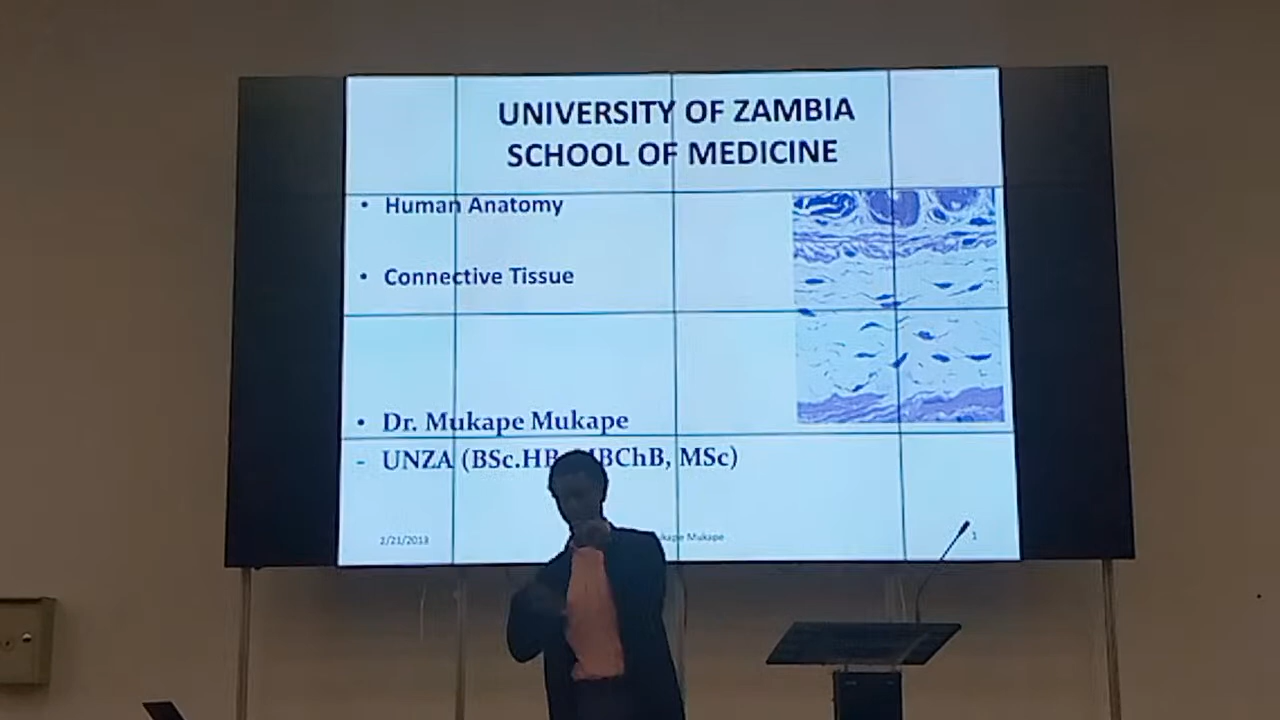 UNIVERSITY OF ZAMBIA
SCHOOL OF MEDICINE
• Human Anatomy
• Connective Tissue
• Dr. Mukape Mukape
- UNZA (BSc.HB, MBChB, MSc)
2/21/2013 Mukape 1